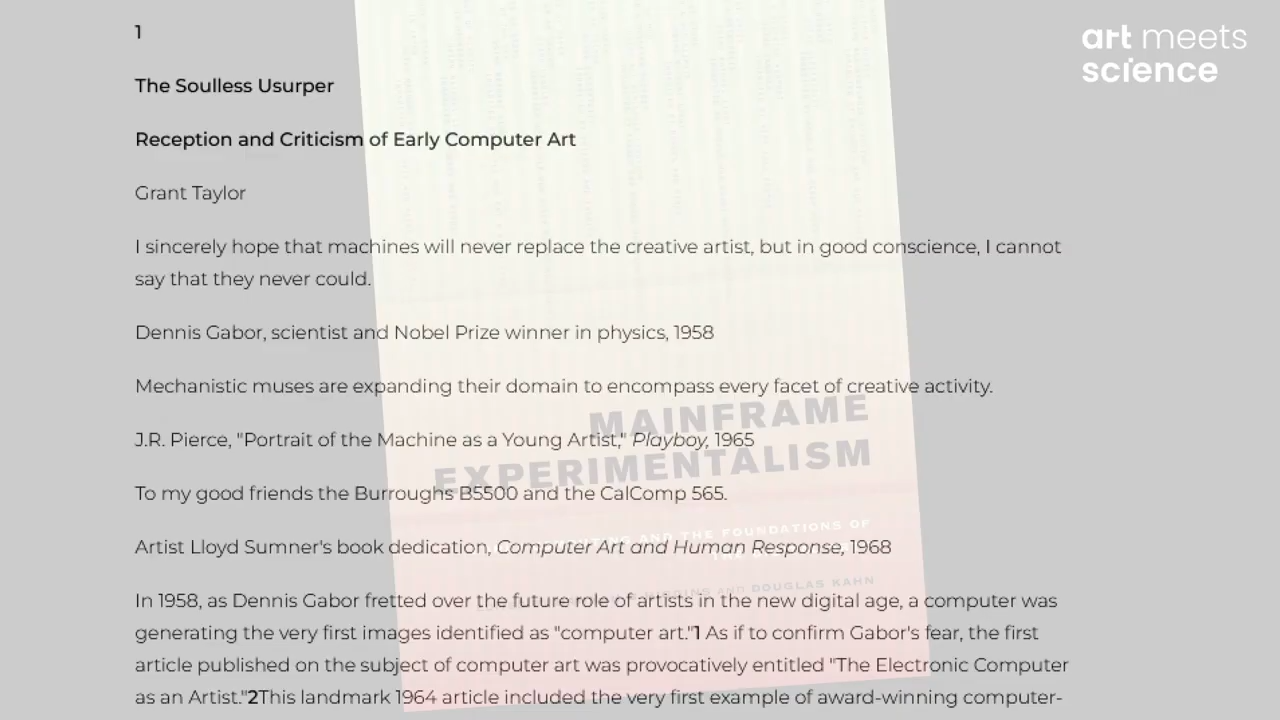 1
art meets
science
The Soulless Usurper
Reception and Criticism of Early Computer Art
Grant Taylor
I sincerely hope that machines will never replace the creative artist, but in good conscience, I cannot
say that they never could.
Dennis Gabor, scientist and Nobel Prize winner in physics, 1958
Mechanistic muses are expanding their domain to encompass every facet of creative activity.
MAINFRAME
J.R. Pierce, "Portrait of the Machine as a Young Artist," Playboy, 1965
EXPERIMENTALISM
To my good friends the Burroughs B5500 and the CalComp 565.
AND THE FOUNDATIONS OF
Artist Lloyd Sumner's book dedication, Computer Art and Human Response, 1968
AND DOUGLAS KAHN
In 1958, as Dennis Gabor fretted over the future role of artists in the new digital age, a computer was
generating the very first images identified as "computer art."1 As if to confirm Gabor's fear, the first
article published on the subject of computer art was provocatively entitled "The Electronic Computer
as an Artist."2This landmark 1964 article included the very first example of award-winning computer-